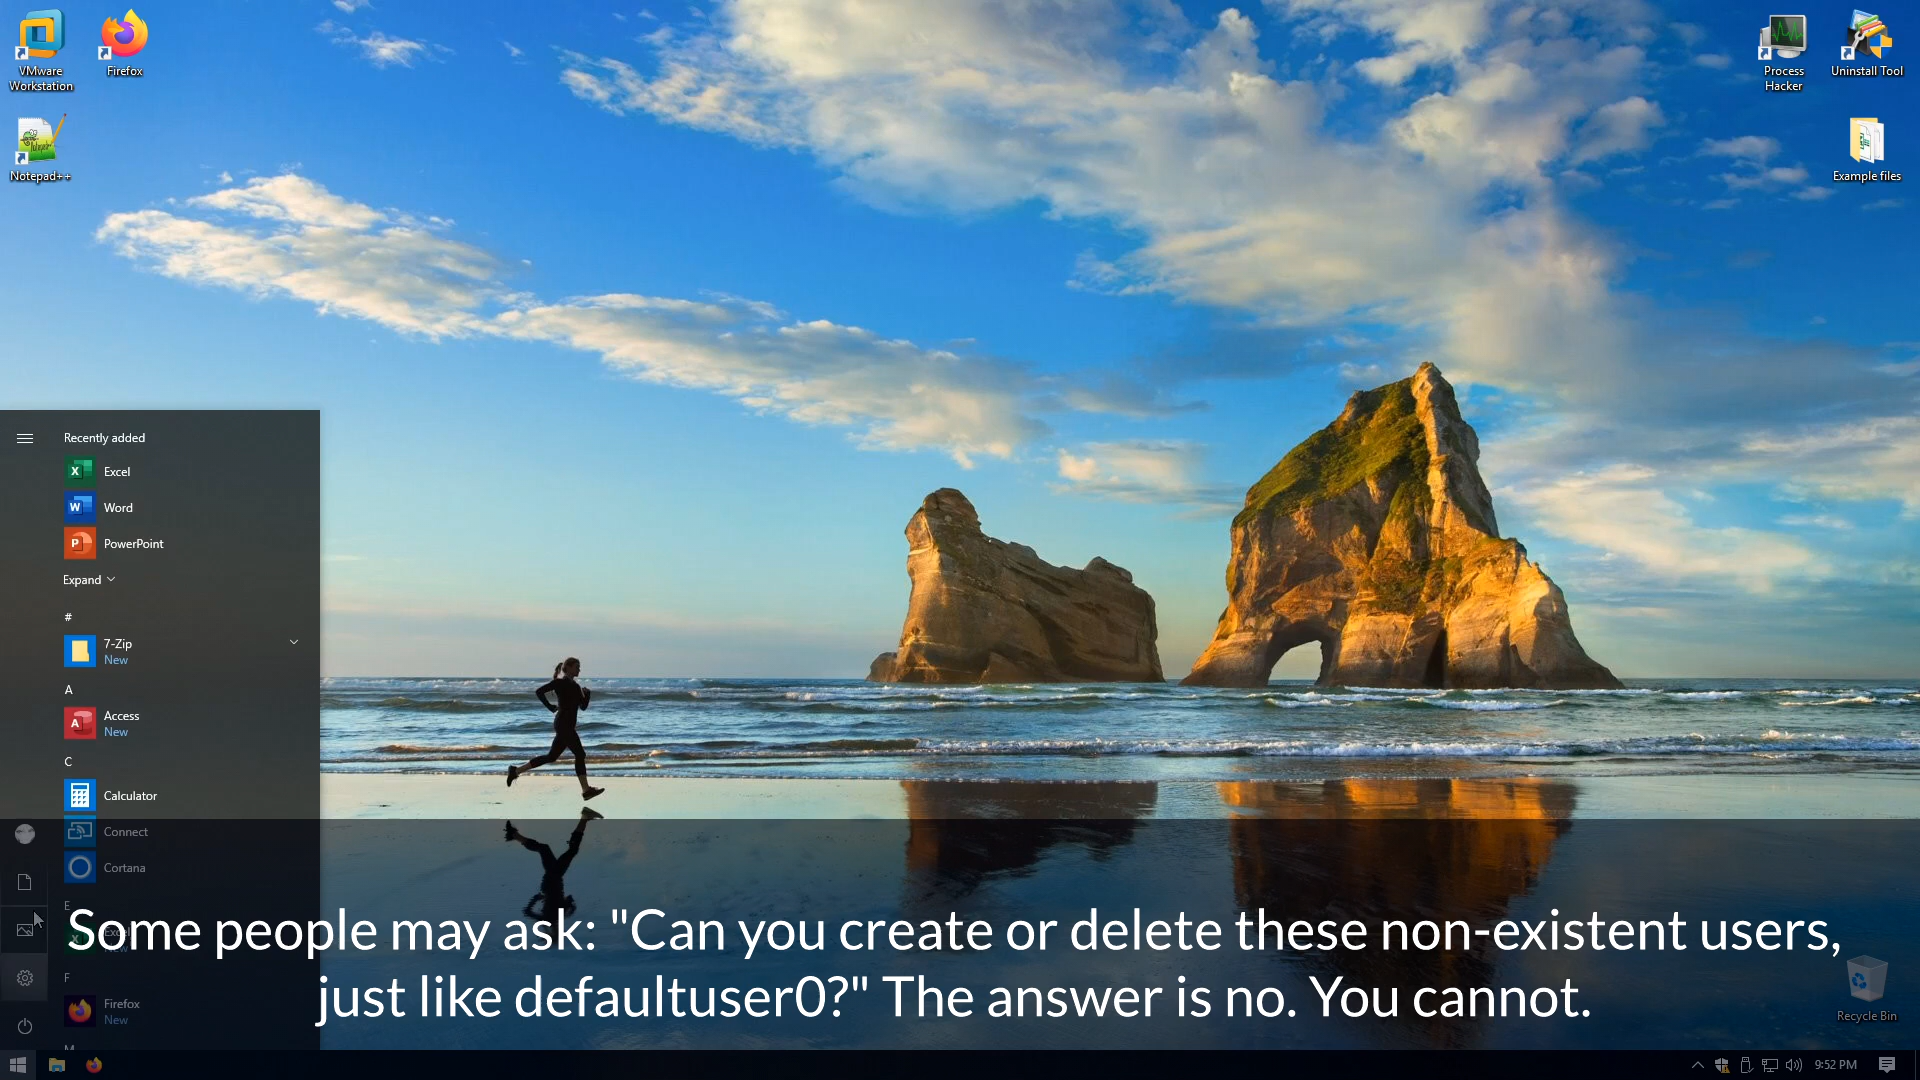 VMware
Workstation
Firefox
Notepad++
Process
Hacker
Uninstall Tool
Example files
Recently added
Excel
Word
PowerPoint
Expand
#
7-Zip
New
A
Access
New
C
Calculator
Connect
Cortana
E
Excel
F
Firefox
New
M
Some people may ask: "Can you create or delete these non-existent users,
just like defaultuser0?" The answer is no. You cannot.
Recycle Bin
9:52 PM